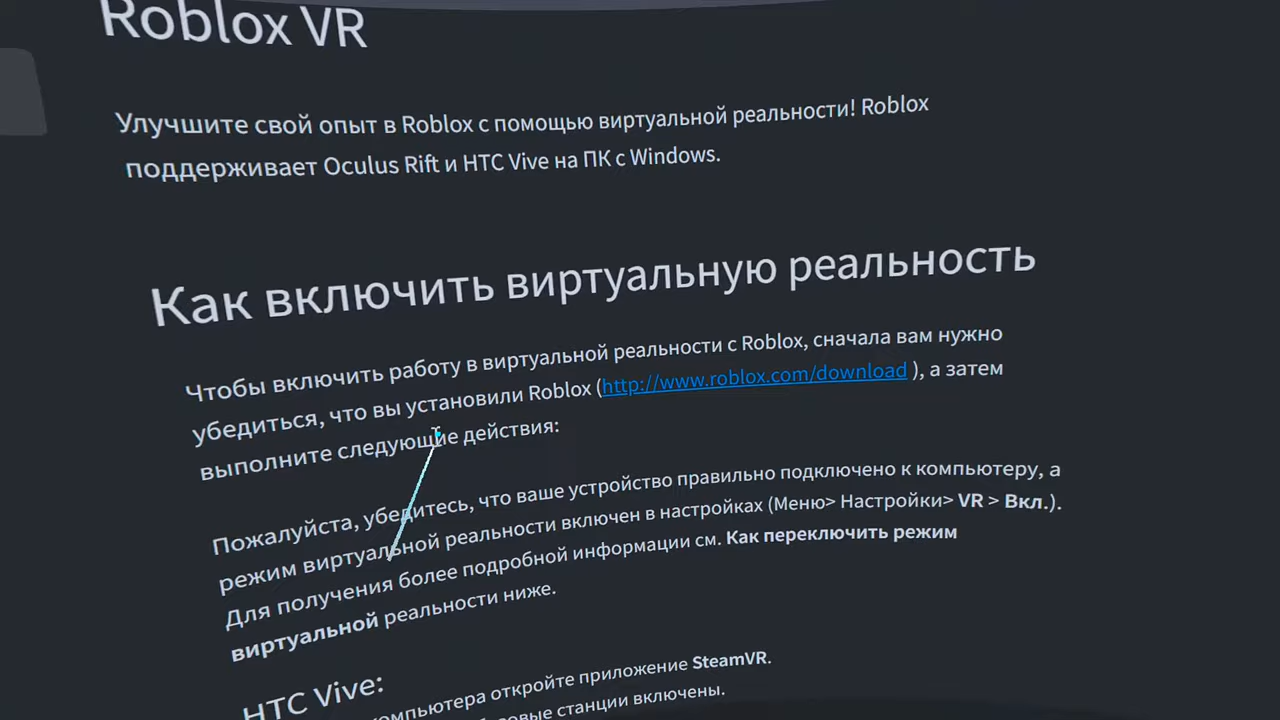 Roblox VR
Улучшите свой опыт в Roblox с помощью виртуальной реальности! Roblox
поддерживает Oculus Rift и HTC Vive на ПК с Windows.
Как включить виртуальную реальность
Чтобы включить работу в виртуальной реальности с Roblox, сначала вам нужно
убедиться, что вы установили Roblox (http://www.roblox.com/download ), а затем
выполните следующие действия:
Пожалуйста, убедитесь, что ваше устройство правильно подключено к компьютеру, а
режим виртуальной реальности включен в настройках (Меню> Настройки> VR > Вкл.).
Для получения более подробной информации см. Как переключить режим
виртуальной реальности ниже.
HTC Vive:
компьютера откройте приложение SteamVR.
станции включены.